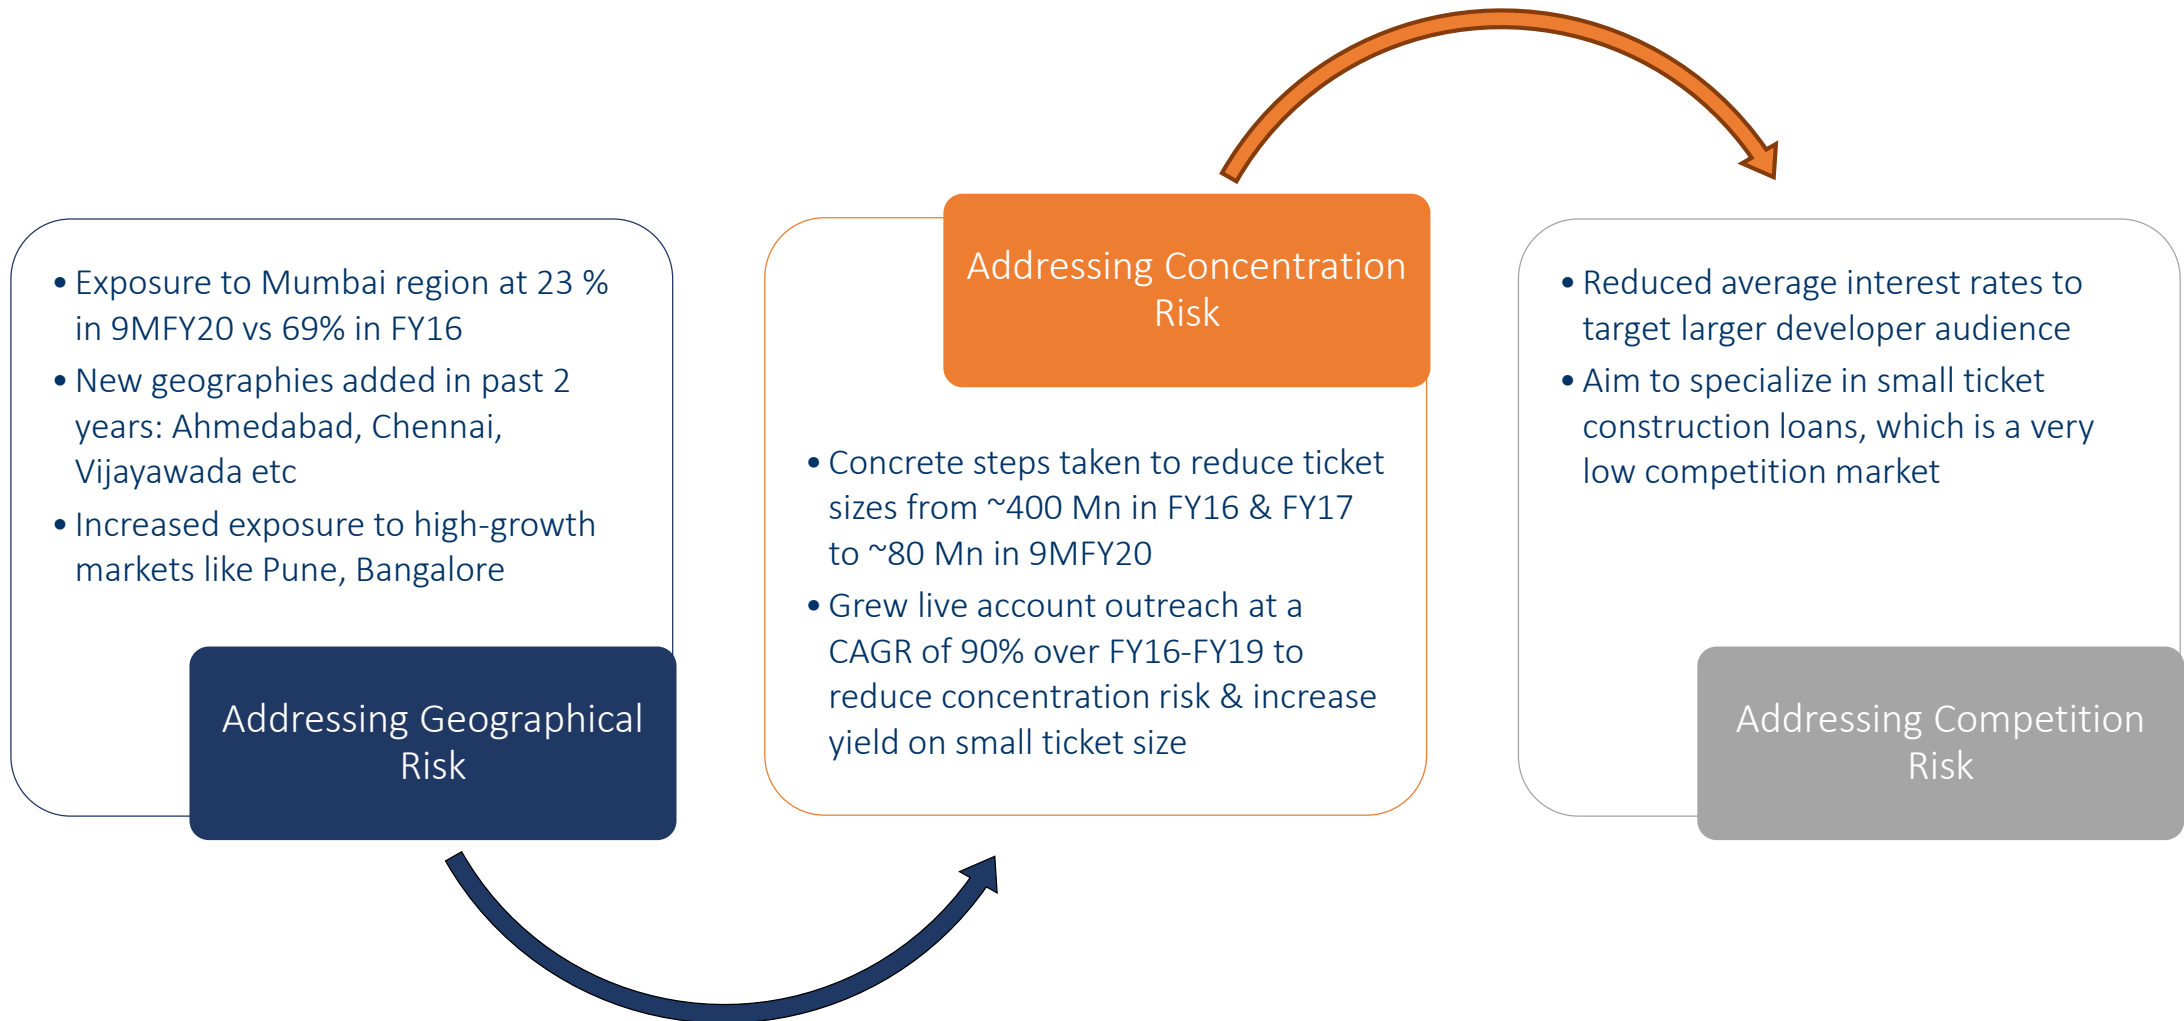 • Exposure to Mumbai region at 23 %
in 9MFY20 vs 69% in FY16
• New geographies added in past 2
years: Ahmedabad, Chennai,
Vijayawada etc
• Increased exposure to high-growth
markets like Pune, Bangalore
Addressing Geographical
Risk
Addressing Concentration
Risk
• Concrete steps taken to reduce ticket
sizes from ~400 Mn in FY16 & FY17
to ~80 Mn in 9MFY20
• Grew live account outreach at a
CAGR of 90% over FY16-FY19 to
reduce concentration risk & increase
yield on small ticket size
• Reduced average interest rates to
target larger developer audience
• Aim to specialize in small ticket
construction loans, which is a very
low competition market
Addressing Competition
Risk